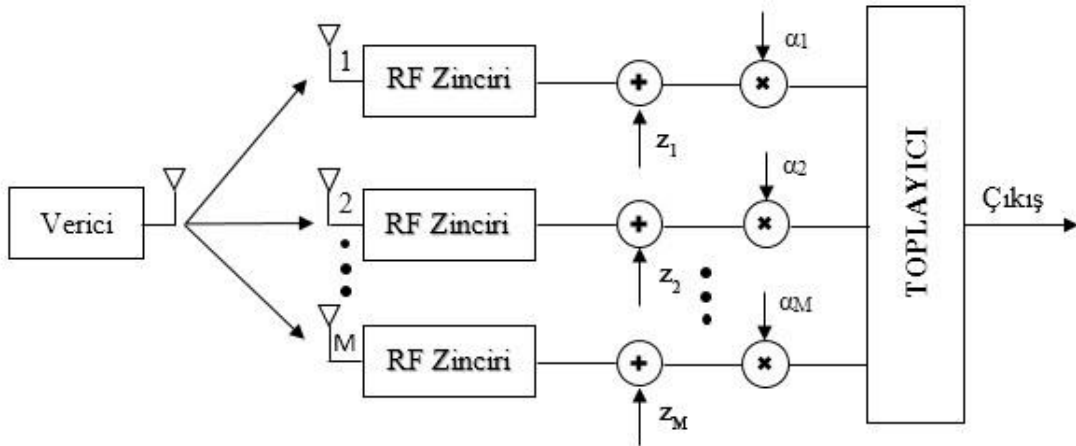 1
RF Zinciri
z1
α1
Verici
2
RF Zinciri
z2
α2
M
RF Zinciri
zM
αM
TOPLAYICI
Çıkış